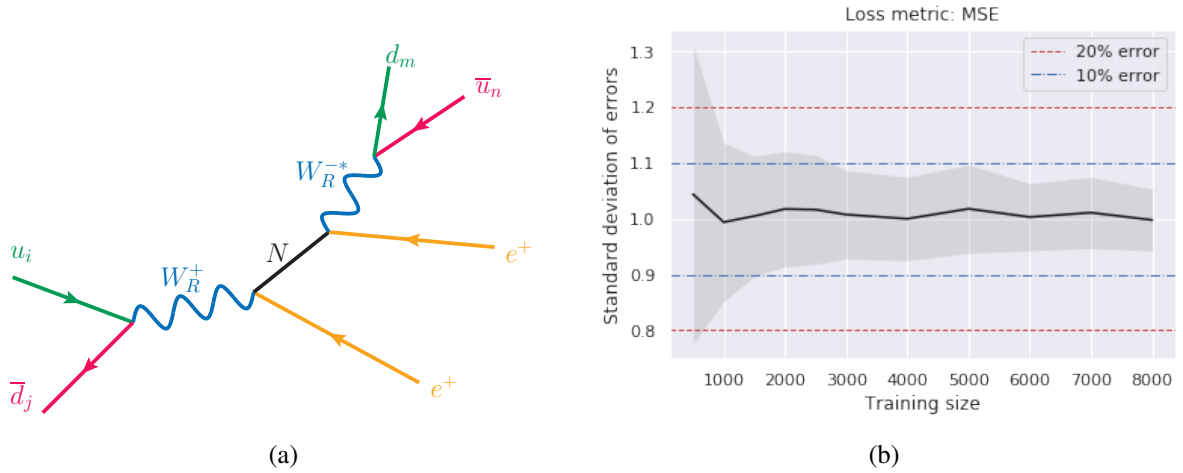 d_m
\overline{u}_n
W_R^{-*}
N
e^+
u_i
W_R^+
\overline{d}_j
e^+
(a)
Loss metric: MSE
20% error
10% error
Standard deviation of errors
1.3
1.2
1.1
1.0
0.9
0.8
1000 2000 3000 4000 5000 6000 7000 8000
Training size
(b)